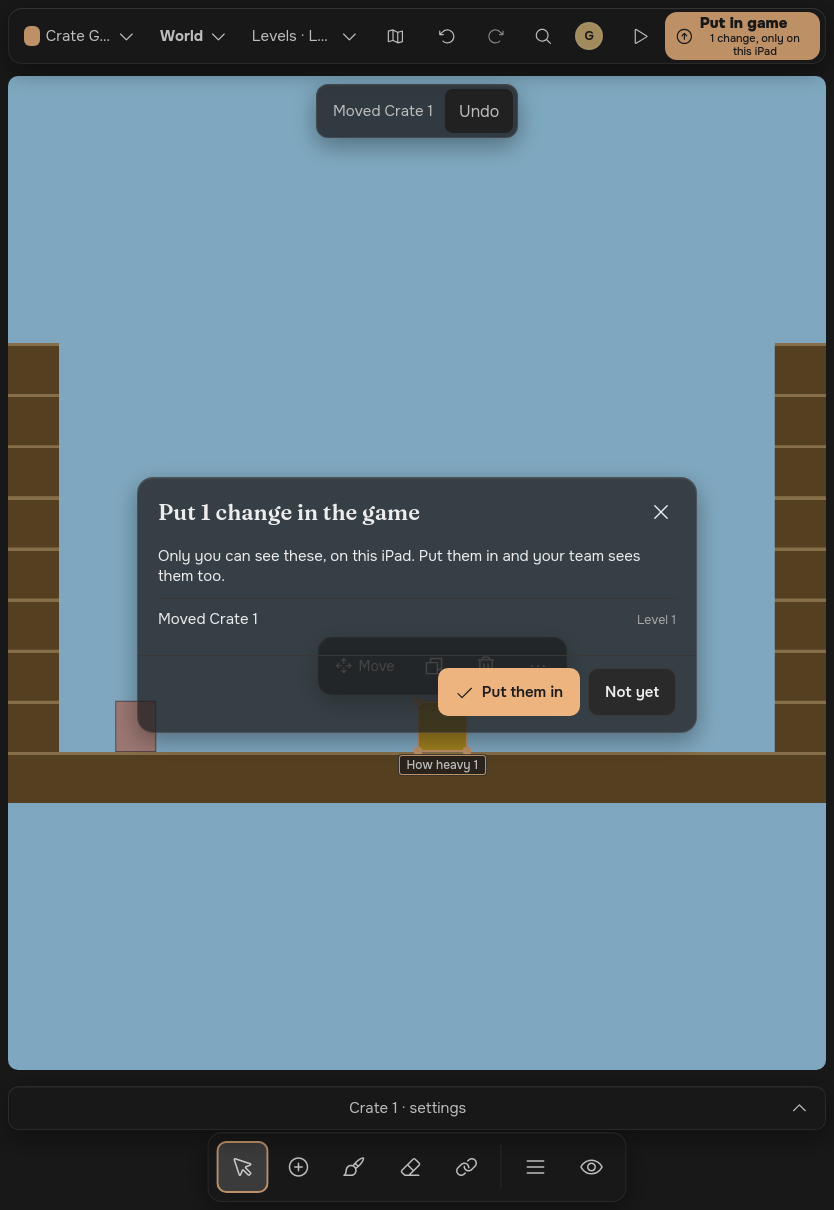 Crate G...
World
Levels · L...
G
Put in game
1 change, only on
this iPad
Moved Crate 1
Undo
Put 1 change in the game
Only you can see these, on this iPad. Put them in and your team sees
them too.
Moved Crate 1
Level 1
Move
Put them in
Not yet
How heavy 1
Crate 1 · settings